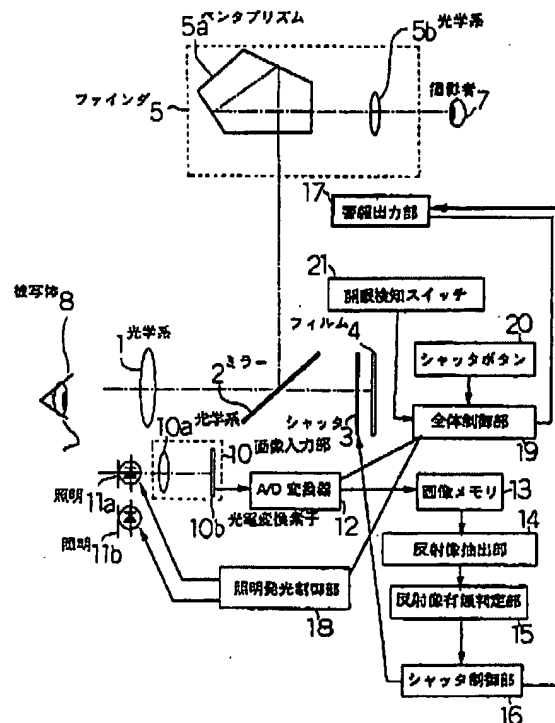 5a ペンタプリズム
5b 光学系
ファインダ
5
撮影者
7
17
警報出力部
21
開眼検知スイッチ
被写体 8
1 光学系
2 ミラー
フィルム 4
20
シャッタボタン
シャッタ
3
全体制御部
19
光学系
10a
10 画像入力部
照明
11a
10b
光電変換素子
A/D 変換器
12
画像メモリ
13
照明
11b
14
反射像抽出部
照明発光制御部
18
反射像有無判定部
15
シャッタ制御部
16